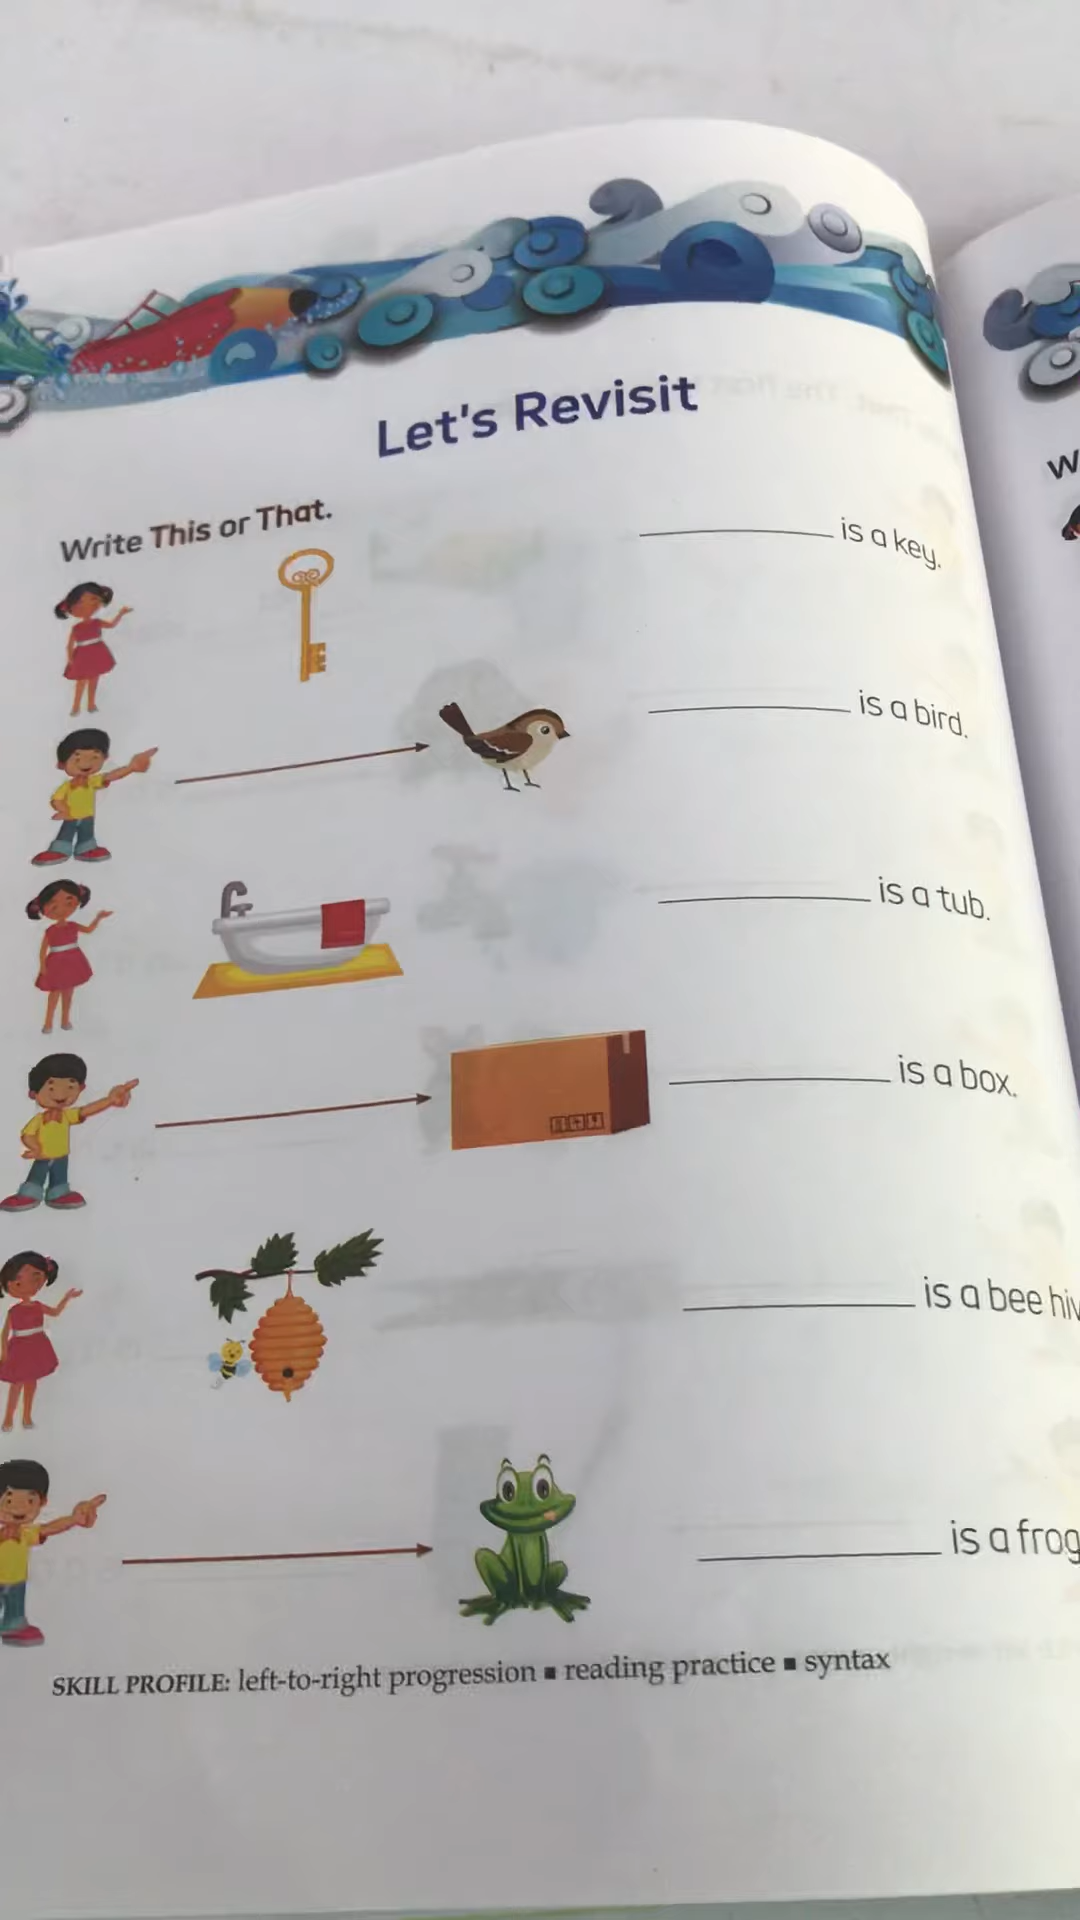 Let's Revisit
Write This or That.
is a key.
is a bird.
is a tub.
is a box.
is a bee
is a frog
SKILL PROFILE: left-to-right progression ▪ reading practice ▪ syntax